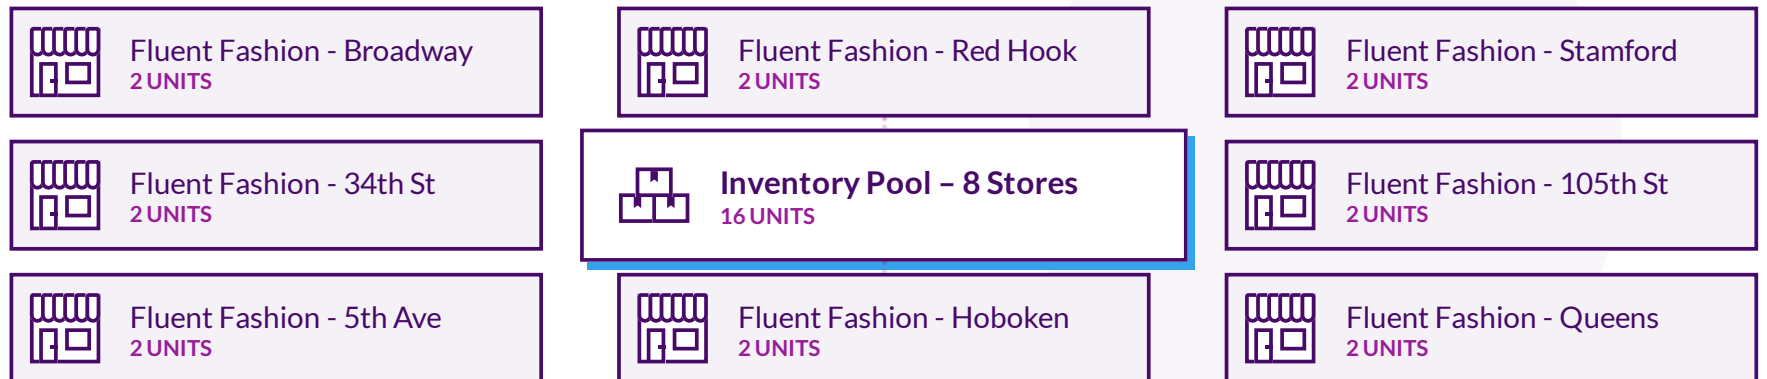 Fluent Fashion - Broadway
2 UNITS
Fluent Fashion - Red Hook
2 UNITS
Fluent Fashion - Stamford
2 UNITS
Fluent Fashion - 34th St
2 UNITS
Inventory Pool – 8 Stores
16 UNITS
Fluent Fashion - 105th St
2 UNITS
Fluent Fashion - 5th Ave
2 UNITS
Fluent Fashion - Hoboken
2 UNITS
Fluent Fashion - Queens
2 UNITS